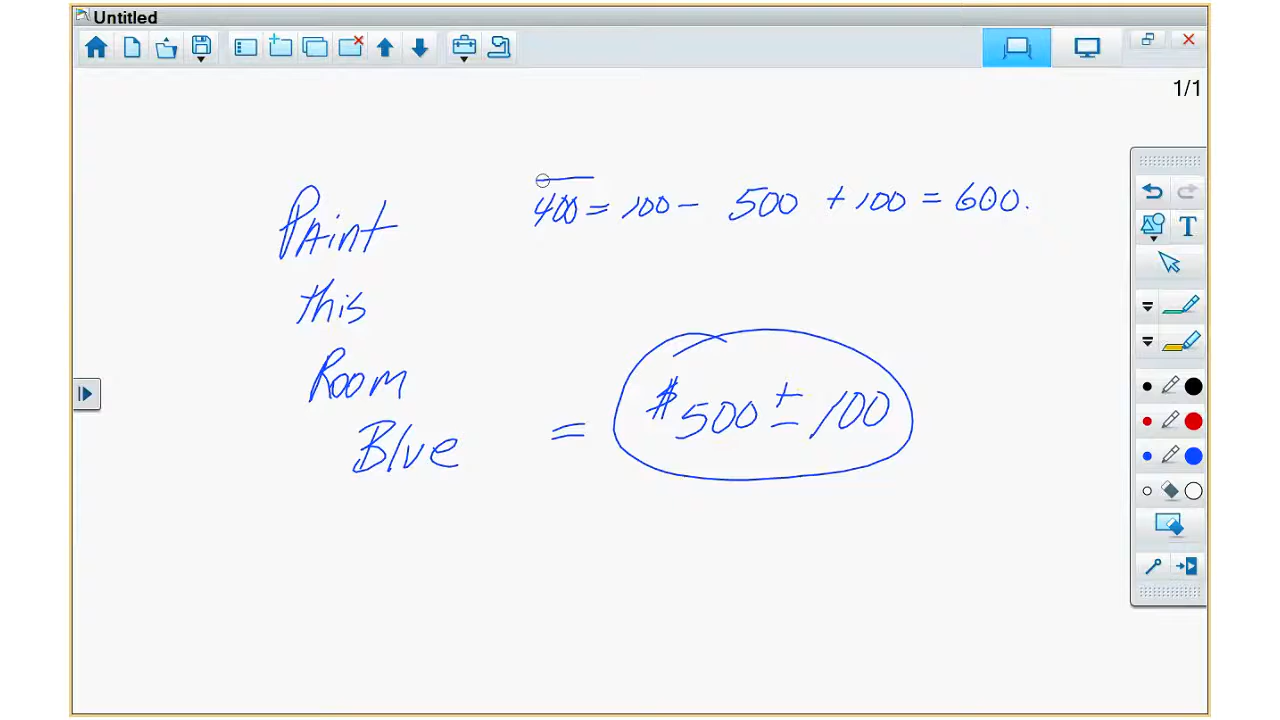 Untitled
1/1
400 = 100 - 500 + 100 = 600.
PAint
this
Room
Blue
= $500 ± 100
T